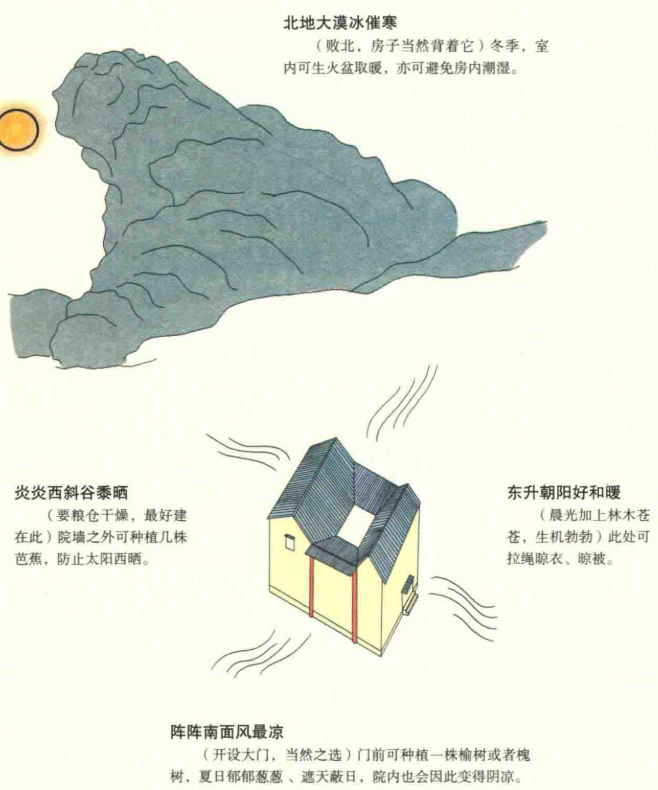 北地大漠冰催寒
（败北，房子当然背着它）冬季，室
内可生火盆取暖，亦可避免房内潮湿。
炎炎西斜谷黍晒
（要粮仓干燥，最好建
在此）院墙之外可种植几株
芭蕉，防止太阳西晒。
东升朝阳好和暖
（晨光加上林木苍
苍，生机勃勃）此处可
拉绳晾衣、晾被。
阵阵南面风最凉
（开设大门，当然之选）门前可种植一株榆树或者槐
树，夏日郁郁葱葱、遮天蔽日，院内也会因此变得阴凉。